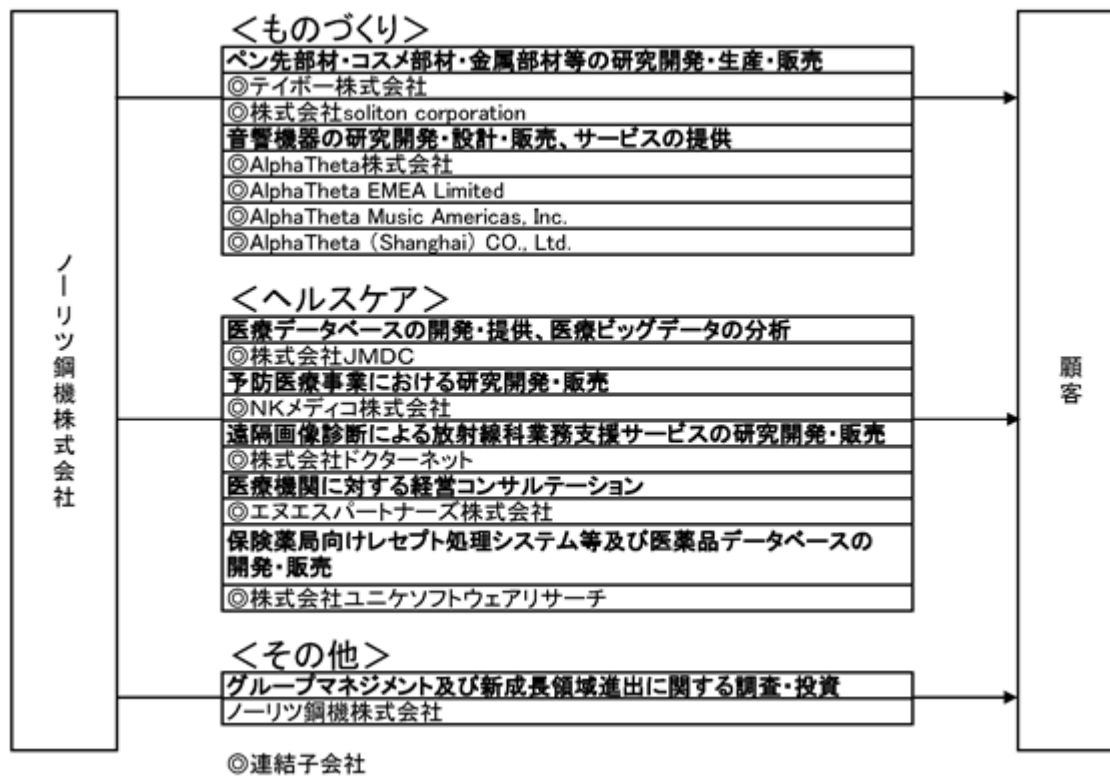 ノーリツ鋼機株式会社
＜ものづくり＞
ペン先部材・コスメ部材・金属部材等の研究開発・生産・販売
◎テイボー株式会社
◎株式会社soliton corporation
音響機器の研究開発・設計・販売、サービスの提供
◎AlphaTheta株式会社
◎AlphaTheta EMEA Limited
◎AlphaTheta Music Americas, Inc.
◎AlphaTheta（Shanghai）CO., Ltd.
＜ヘルスケア＞
医療データベースの開発・提供、医療ビッグデータの分析
◎株式会社JMDC
予防医療事業における研究開発・販売
◎NKメディコ株式会社
遠隔画像診断による放射線科業務支援サービスの研究開発・販売
◎株式会社ドクターネット
医療機関に対する経営コンサルテーション
◎エヌエスパートナーズ株式会社
保険薬局向けレセプト処理システム等及び医薬品データベースの
開発・販売
◎株式会社ユニケソフトウェアリサーチ
＜その他＞
グループマネジメント及び新成長領域進出に関する調査・投資
ノーリツ鋼機株式会社
◎連結子会社
顧客